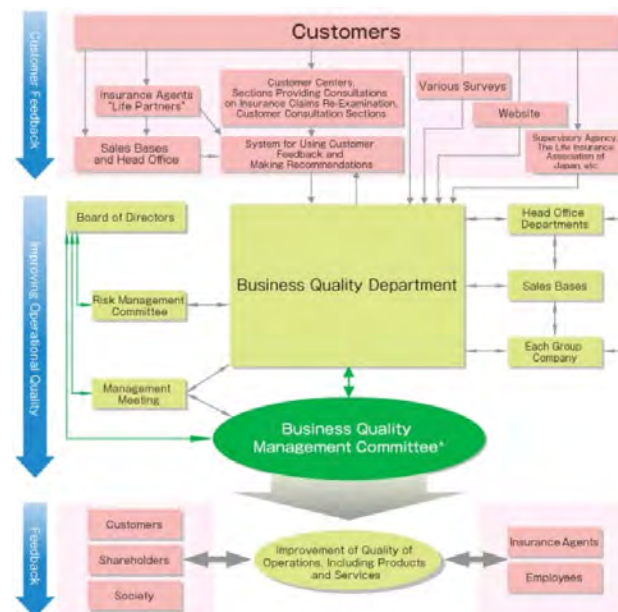 Customer Feedback
Customers
Insurance Agents
"Life Partners"
Customer Centers,
Sections Providing Consultations
on Insurance Claims Re-Examination,
Customer Consultation Sections
Various Surveys
Website
Sales Bases
and Head Office
System for Using Customer
Feedback and
Making Recommendations
Supervisory Agency,
The Life Insurance
Association of
Japan, etc.
Improving Operational Quality
Board of Directors
Risk Management
Committee
Management
Meeting
Business Quality Department
Head Office
Departments
Sales Bases
Each Group
Company
Business Quality
Management Committee*
Feedback
Customers
Shareholders
Society
Improvement of Quality of
Operations, Including Products
and Services
Insurance Agents
Employees